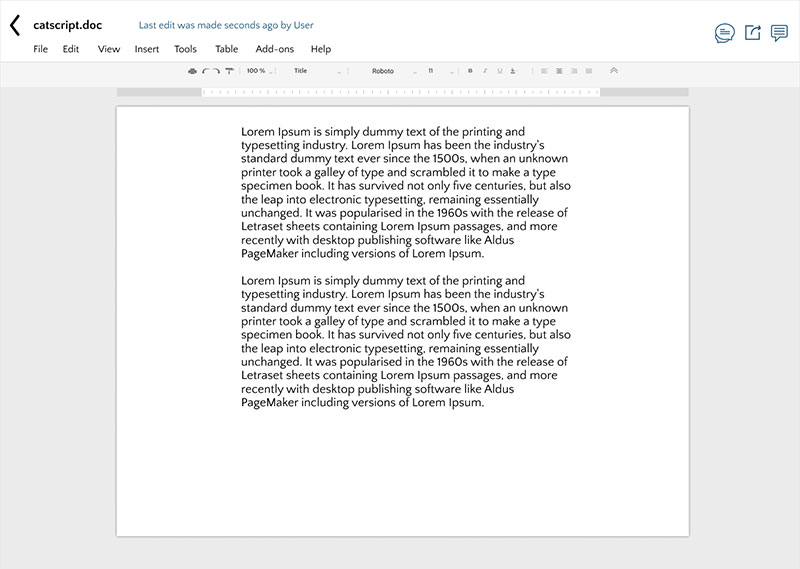 catscript.doc
Last edit was made seconds ago by User
File Edit View Insert Tools Table Add-ons Help
100 % Title Roboto 11 B I U
Lorem Ipsum is simply dummy text of the printing and
typesetting industry. Lorem Ipsum has been the industry's
standard dummy text ever since the 1500s, when an unknown
printer took a galley of type and scrambled it to make a type
specimen book. It has survived not only five centuries, but also
the leap into electronic typesetting, remaining essentially
unchanged. It was popularised in the 1960s with the release of
Letraset sheets containing Lorem Ipsum passages, and more
recently with desktop publishing software like Aldus
PageMaker including versions of Lorem Ipsum.
Lorem Ipsum is simply dummy text of the printing and
typesetting industry. Lorem Ipsum has been the industry's
standard dummy text ever since the 1500s, when an unknown
printer took a galley of type and scrambled it to make a type
specimen book. It has survived not only five centuries, but also
the leap into electronic typesetting, remaining essentially
unchanged. It was popularised in the 1960s with the release of
Letraset sheets containing Lorem Ipsum passages, and more
recently with desktop publishing software like Aldus
PageMaker including versions of Lorem Ipsum.